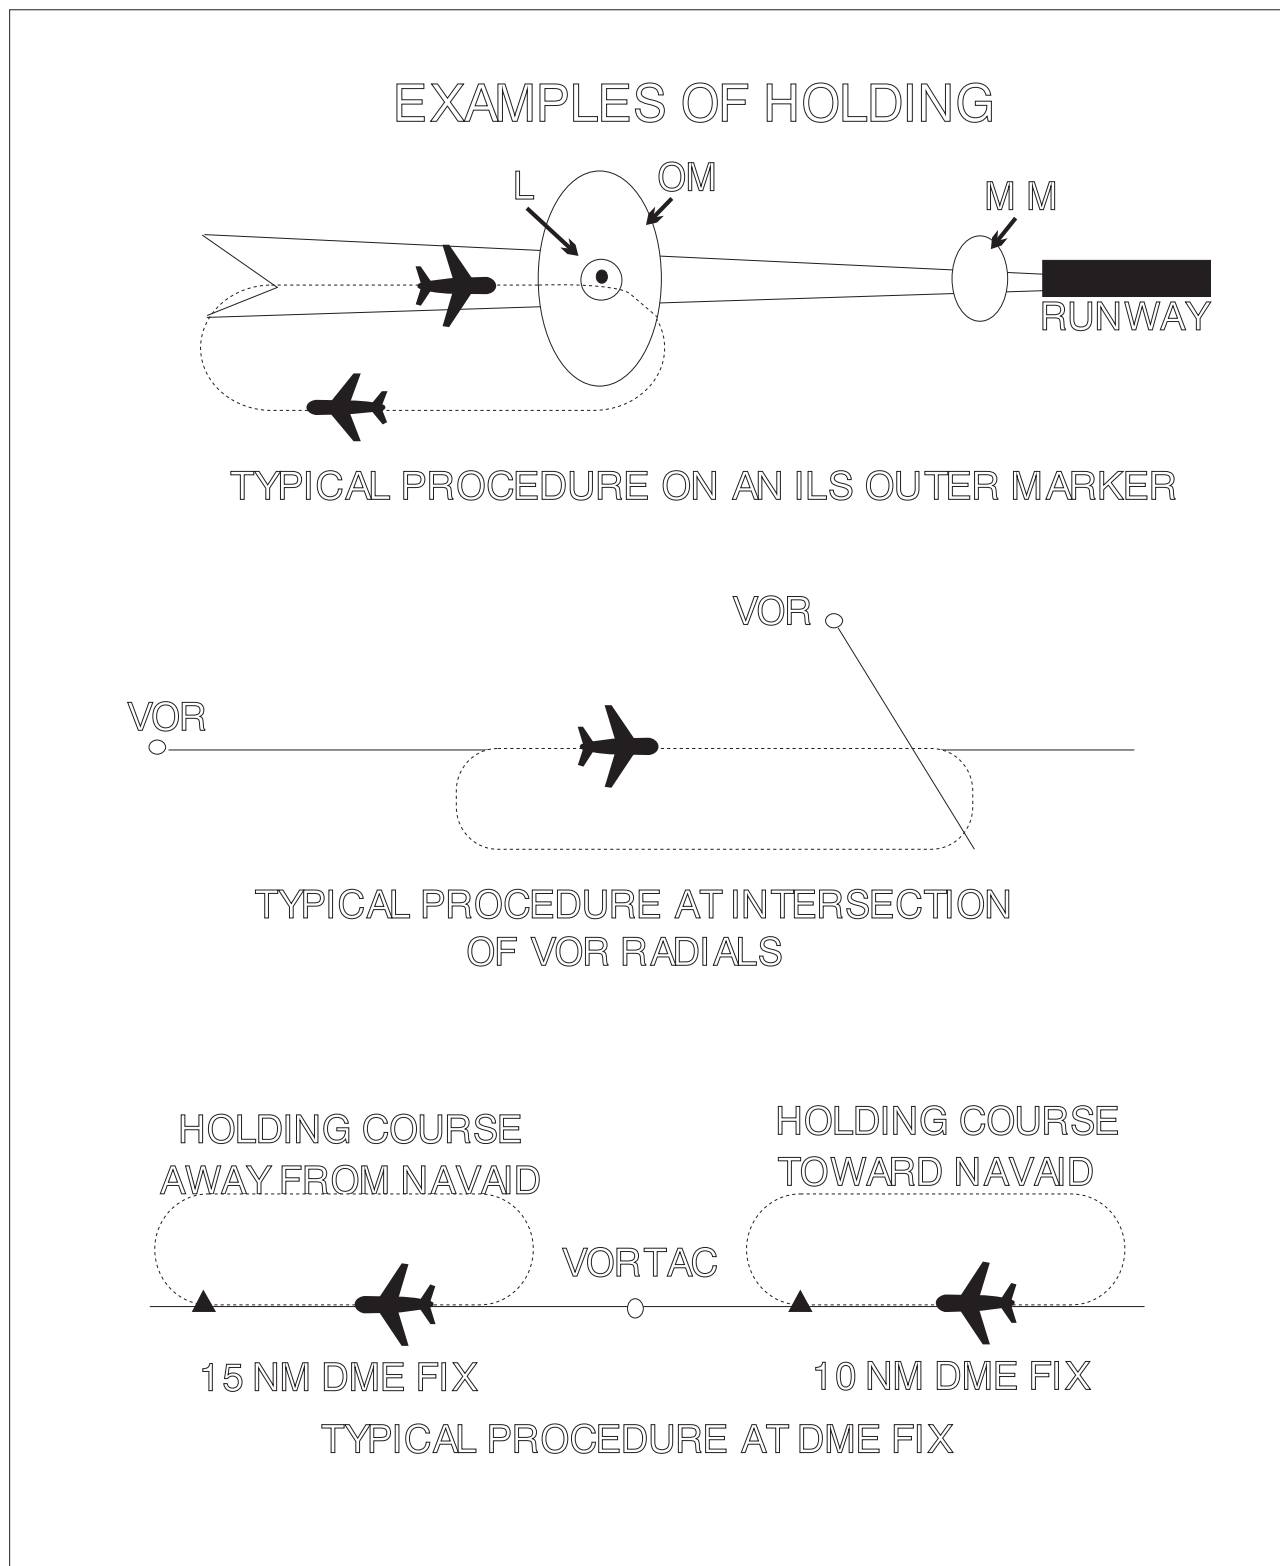 EXAMPLES OF HOLDING
L
OM
M M
RUNWAY
TYPICAL PROCEDURE ON AN ILS OUTER MARKER
VOR
VOR
TYPICAL PROCEDURE AT INTERSECTION
OF VOR RADIALS
HOLDING COURSE
AWAY FROM NAVAID
HOLDING COURSE
TOWARD NAVAID
VORTAC
15 NM DME FIX
10 NM DME FIX
TYPICAL PROCEDURE AT DME FIX